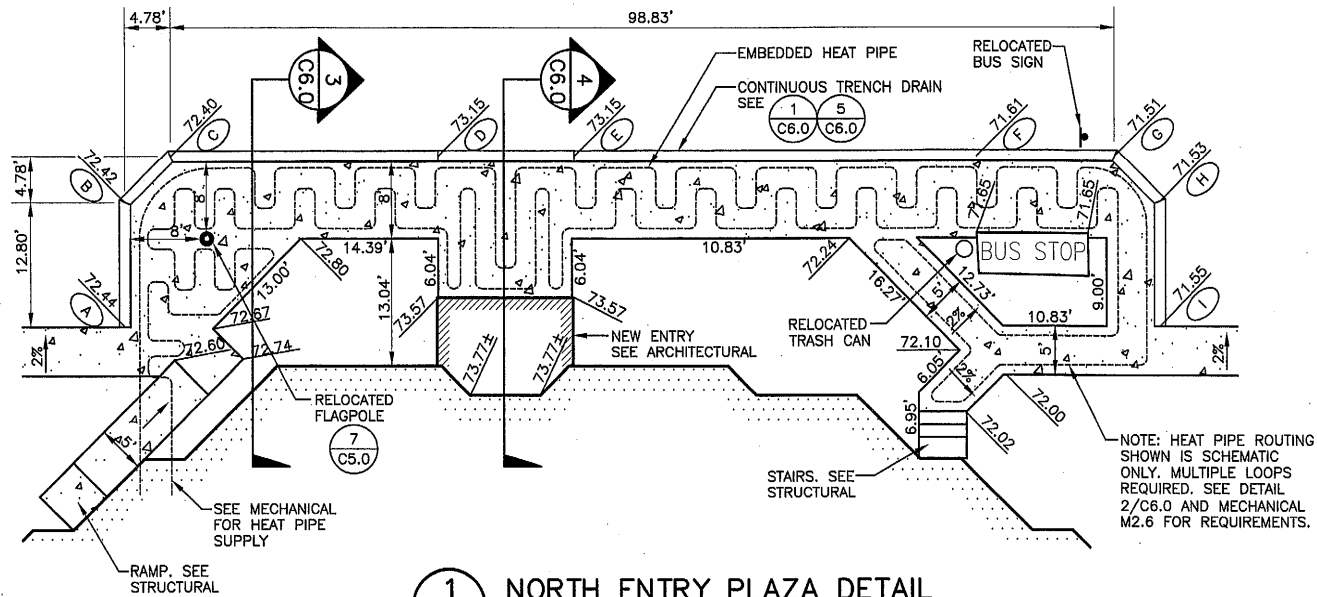 4.78'
98.83'
3
C6.0
4
C6.0
EMBEDDED HEAT PIPE
RELOCATED
BUS SIGN
CONTINUOUS TRENCH DRAIN
SEE
1
C6.0
5
C6.0
72.40
C
73.15
D
73.15
E
71.61
F
71.51
G
4.78'
72.42
B
71.53
H
8'
8'
71.65
71.65
12.80'
8'
14.39'
10.83'
BUS STOP
72.44
A
13.00'
72.80
13.04'
6.04'
6.04'
72.24
16.27'
5'
12.73'
9.00'
71.55
I
2%
72.67
73.57
73.57
RELOCATED
TRASH CAN
2%
10.83'
2%
72.60
72.74
NEW ENTRY
SEE ARCHITECTURAL
72.10
5'
73.77±
73.77±
6.05'
2%
RELOCATED
FLAGPOLE
7
C5.0
72.00
6.95'
72.02
5'
STAIRS. SEE
STRUCTURAL
NOTE: HEAT PIPE ROUTING
SHOWN IS SCHEMATIC
ONLY. MULTIPLE LOOPS
REQUIRED. SEE DETAIL
2/C6.0 AND MECHANICAL
M2.6 FOR REQUIREMENTS.
SEE MECHANICAL
FOR HEAT PIPE
SUPPLY
RAMP. SEE
STRUCTURAL
1
NORTH ENTRY PLAZA DETAIL